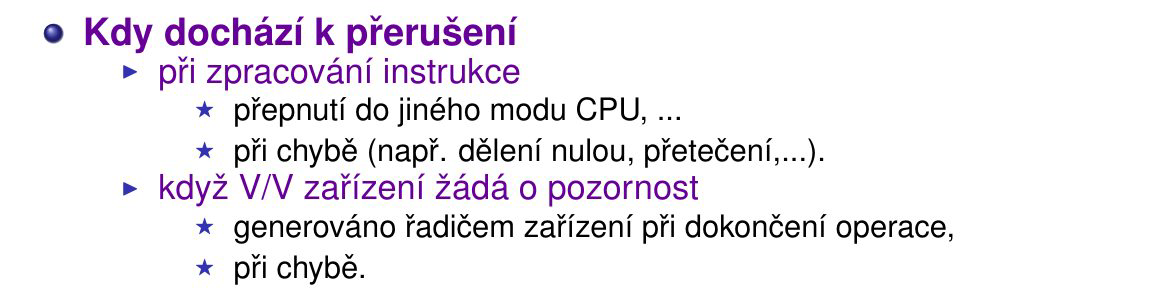 Kdy dochází k přerušení
při zpracování instrukce
přepnutí do jiného modu CPU, ...
při chybě (např. dělení nulou, přetečení,...).
když V/V zařízení žádá o pozornost
generováno řadičem zařízení při dokončení operace,
při chybě.